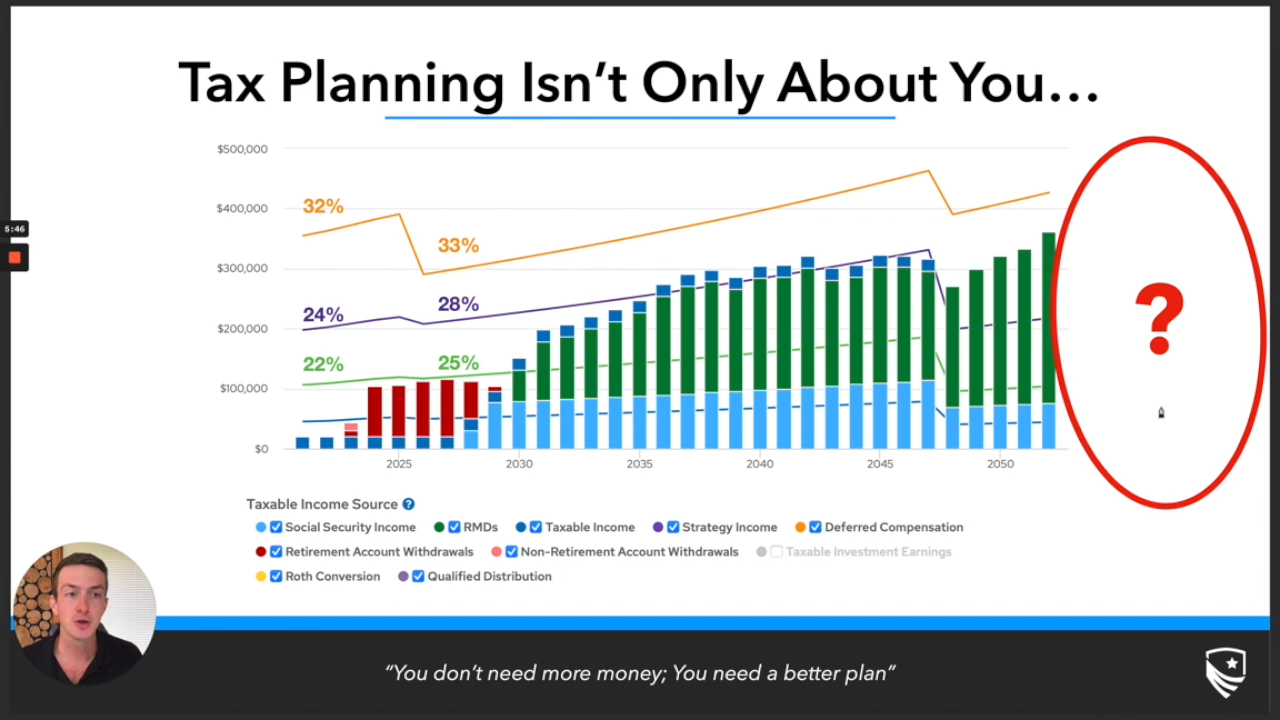 Tax Planning Isn’t Only About You…
$500,000
$400,000
$300,000
$200,000
$100,000
$0
32%
33%
24%
28%
22%
25%
2025 2030 2035 2040 2045 2050
?
5:46
Taxable Income Source ?
Social Security Income RMDs Taxable Income Strategy Income Deferred Compensation
Retirement Account Withdrawals Non-Retirement Account Withdrawals Taxable Investment Earnings
Roth Conversion Qualified Distribution
“You don’t need more money; You need a better plan”